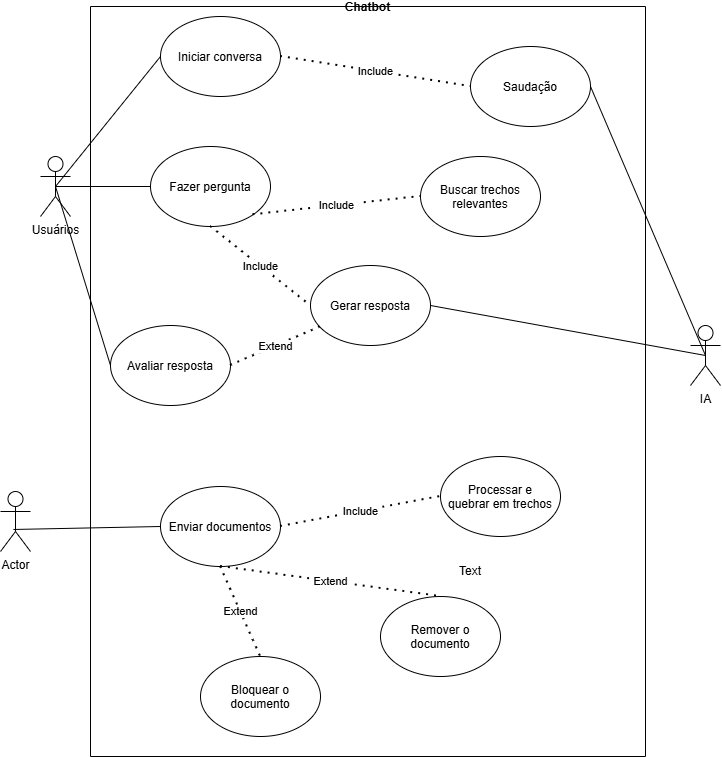 Chatbot
Iniciar conversa
Include
Saudação
Fazer pergunta
Include
Buscar trechos
relevantes
Usuários
Include
Gerar resposta
Extend
Avaliar resposta
IA
Processar e
quebrar em trechos
Include
Enviar documentos
Actor
Text
Extend
Extend
Remover o
documento
Bloquear o
documento